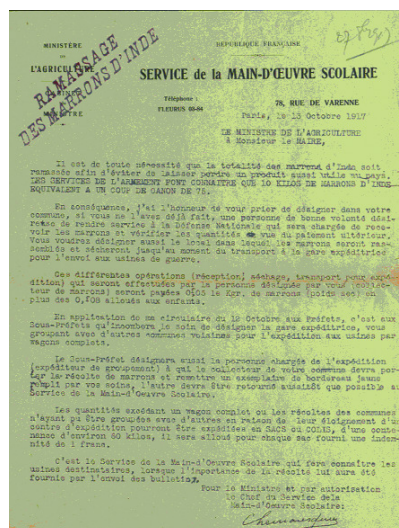 MINISTÈRE
DE
L'AGRICULTURE
CABINET
DU
MINISTRE
RAMASSAGE
DES MARRONS D'INDE
RÉPUBLIQUE FRANÇAISE
SERVICE de la MAIN-D'ŒUVRE SCOLAIRE
Téléphone :
FLEURUS 03-84
78, RUE DE VARENNE
Paris, le 13 Octobre 1917
LE MINISTRE DE L'AGRICULTURE
à Monsieur le MAIRE,
Il est de toute nécessité que la totalité des marrons d'Inde soit
ramassée afin d'éviter de laisser perdre un produit aussi utile au pays.
LES SERVICES DE L'ARMEMENT FONT CONNAITRE QUE 10 KILOS DE MARRONS D'INDE
EQUIVALENT A UN COUP DE CANON DE 75.
En conséquence, j'ai l'honneur de vous prier de désigner dans votre
commune, si vous ne l'avez déjà fait, une personne de bonne volonté dési-
reuse de rendre service à la Défense Nationale qui sera chargée de rece-
voir les marrons et vérifier les quantités en vue du paiement ultérieur.
Vous voudrez désigner aussi le local dans lequel les marrons seront ras-
semblés et sècheront jusqu'au moment du transport à la gare expéditrice
pour l'envoi aux usines de guerre.
Ces différentes opérations (réception, séchage, transport pour expé-
dition) qui seront effectuées par la personne désignée par vous (collec-
teur de marrons) seront payées 0,05 le Kgr. de marrons (poids sec) en
plus des 0,08 alloués aux enfants.
En application de ma circulaire du 12 Octobre aux Préfets, c'est aux
Sous-Préfets qu'incombera le soin de désigner la gare expéditrice, vous
groupant avec d'autres communes voisines pour l'expédition aux usines par
wagons complets.
Le Sous-Préfet désignera aussi la personne chargée de l'expédition
(expéditeur de groupement) à qui le collecteur de votre commune devra por-
ter la récolte de marrons et remettre un exemplaire de bordereau jaune
rempli par vos soins, l'autre devra être retourné aussitôt que possible au
Service de la Main-d'Oeuvre Scolaire.
Les quantités excédant un wagon complet ou les récoltes des communes
n'ayant pu être groupées avec d'autres en raison de leur éloignement d'un
centre d'expédition pourront être expédiées en SACS ou COLIS, d'une conte-
nance d'environ 60 kilos, il sera alloué pour chaque sac fourni une indem-
nité de 1 franc.
C'est le Service de la Main-d'Oeuvre Scolaire qui fera connaître les
usines destinataires, lorsque l'importance de la récolte lui aura été
fournie par l'envoi des bulletins.
Pour le Ministre et par autorisation
le Chef du Service de la
Main-d'Oeuvre Scolaire: